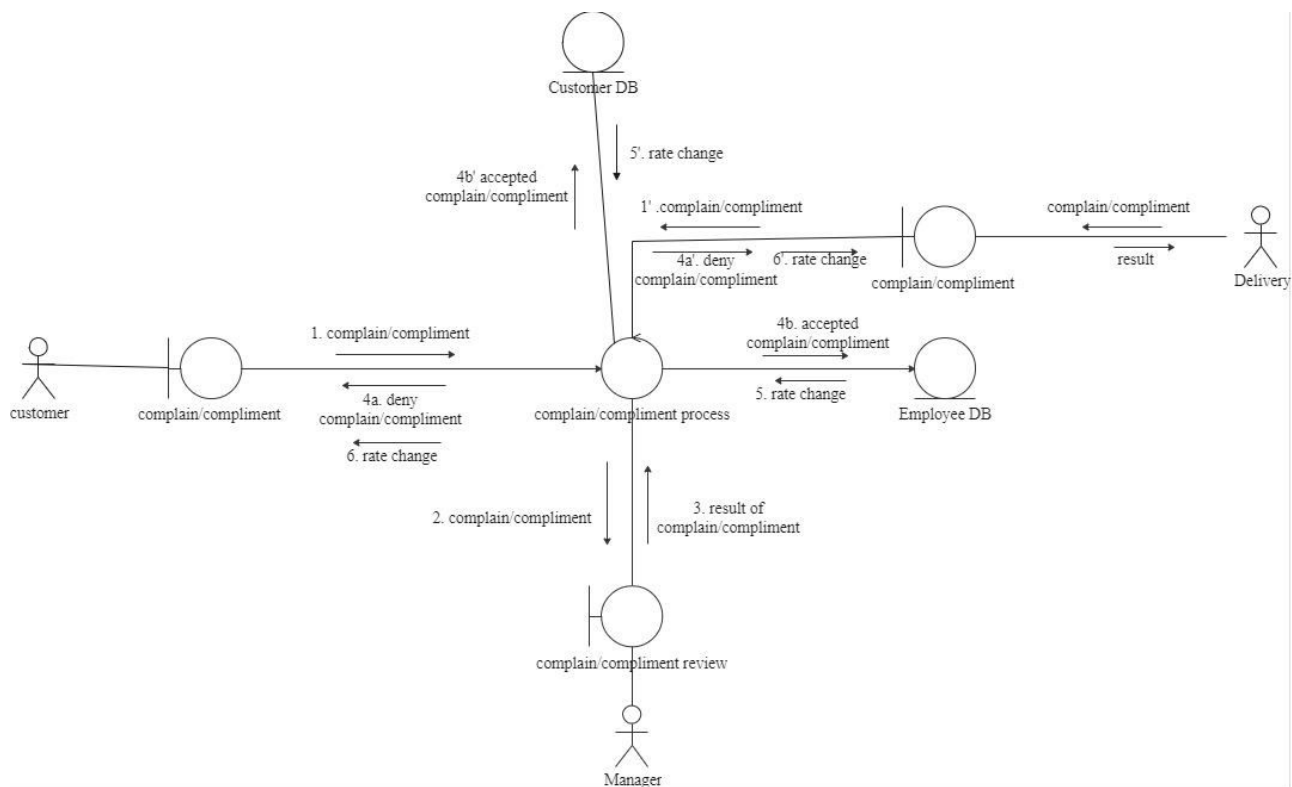 Customer DB
5'. rate change
4b' accepted
complain/compliment
1' .complain/compliment
complain/compliment
4a'. deny
complain/compliment
6'. rate change
result
complain/compliment
Delivery
1. complain/compliment
4b. accepted
complain/compliment
4a. deny
complain/compliment
5. rate change
customer
complain/compliment
complain/compliment process
Employee DB
6. rate change
2. complain/compliment
3. result of
complain/compliment
complain/compliment review
Manager